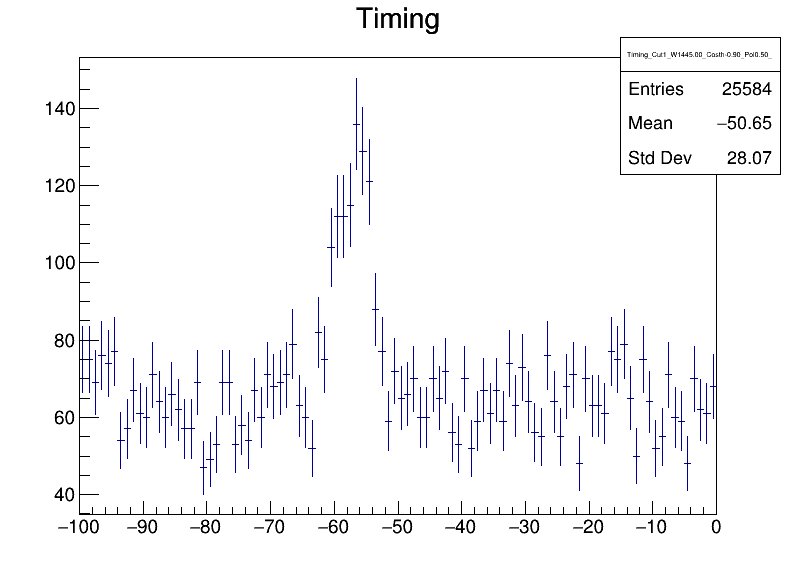 Timing
Timing_Cut1_W1445.00_Costh-0.90_Pol0.50_
Entries 25584
Mean −50.65
Std Dev 28.07
140
120
100
80
60
40
−100 −90 −80 −70 −60 −50 −40 −30 −20 −10 0